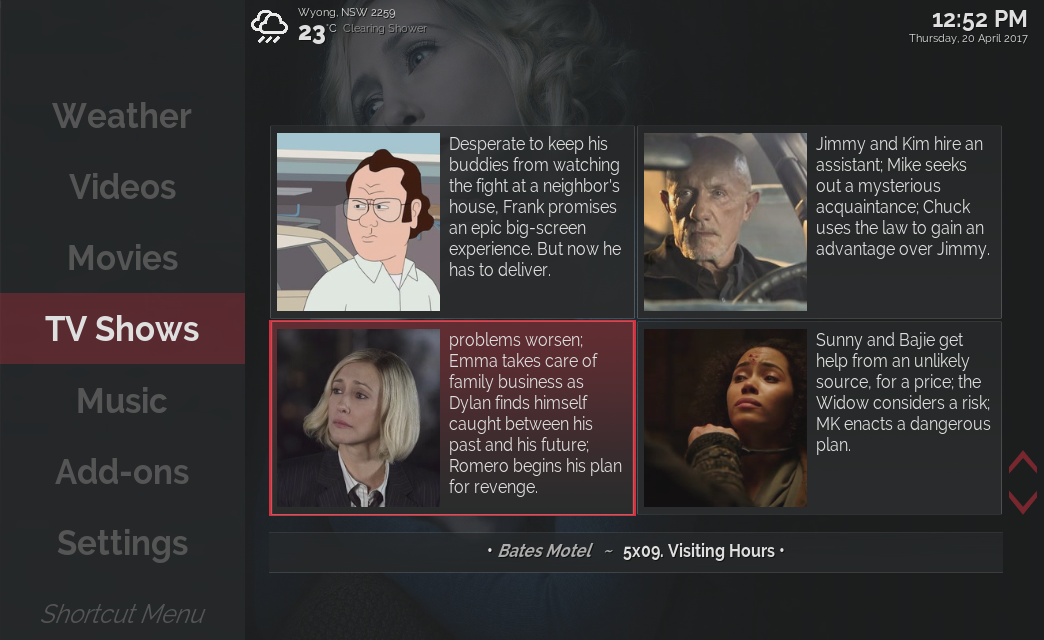 Wyong, NSW 2259
23°C Clearing Shower
12:52 PM
Thursday, 20 April 2017
Weather
Videos
Movies
TV Shows
Music
Add-ons
Settings
Shortcut Menu
Desperate to keep his
buddies from watching
the fight at a neighbor's
house, Frank promises
an epic big-screen
experience. But now he
has to deliver.
Jimmy and Kim hire an
assistant; Mike seeks
out a mysterious
acquaintance; Chuck
uses the law to gain an
advantage over Jimmy.
problems worsen;
Emma takes care of
family business as
Dylan finds himself
caught between his
past and his future;
Romero begins his plan
for revenge.
Sunny and Bajie get
help from an unlikely
source, for a price; the
Widow considers a risk;
MK enacts a dangerous
plan.
• Bates Motel ~ 5x09. Visiting Hours •